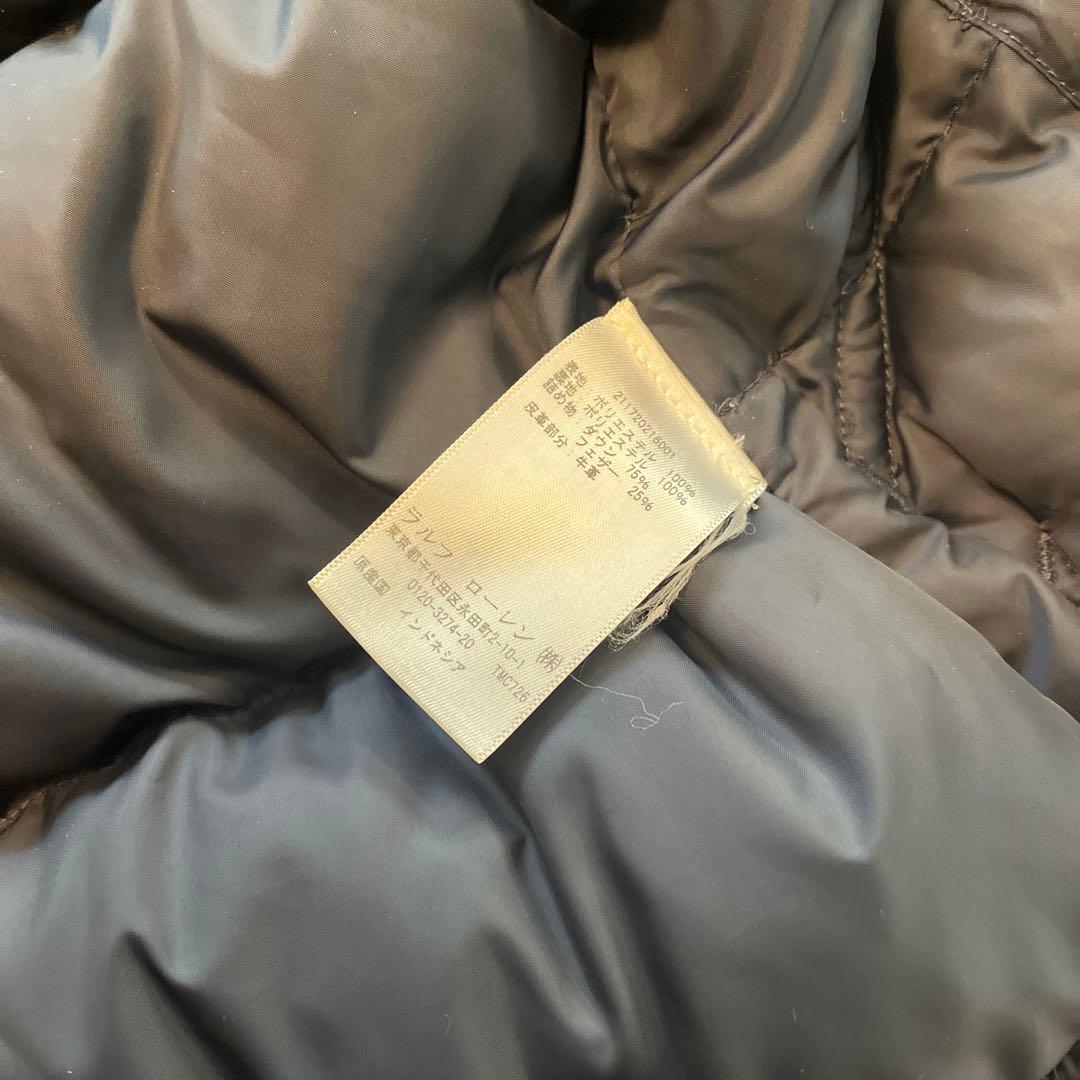 211720218001
表地 ポリエステル 100%
裏地 ポリエステル 100%
詰め物 : ダウン 75%
フェザー 25%
皮革部分 : 牛革
ラルフ ローレン (株)
東京都千代田区永田町2-10-1
0120-3274-20 TMC726
原産国 インドネシア